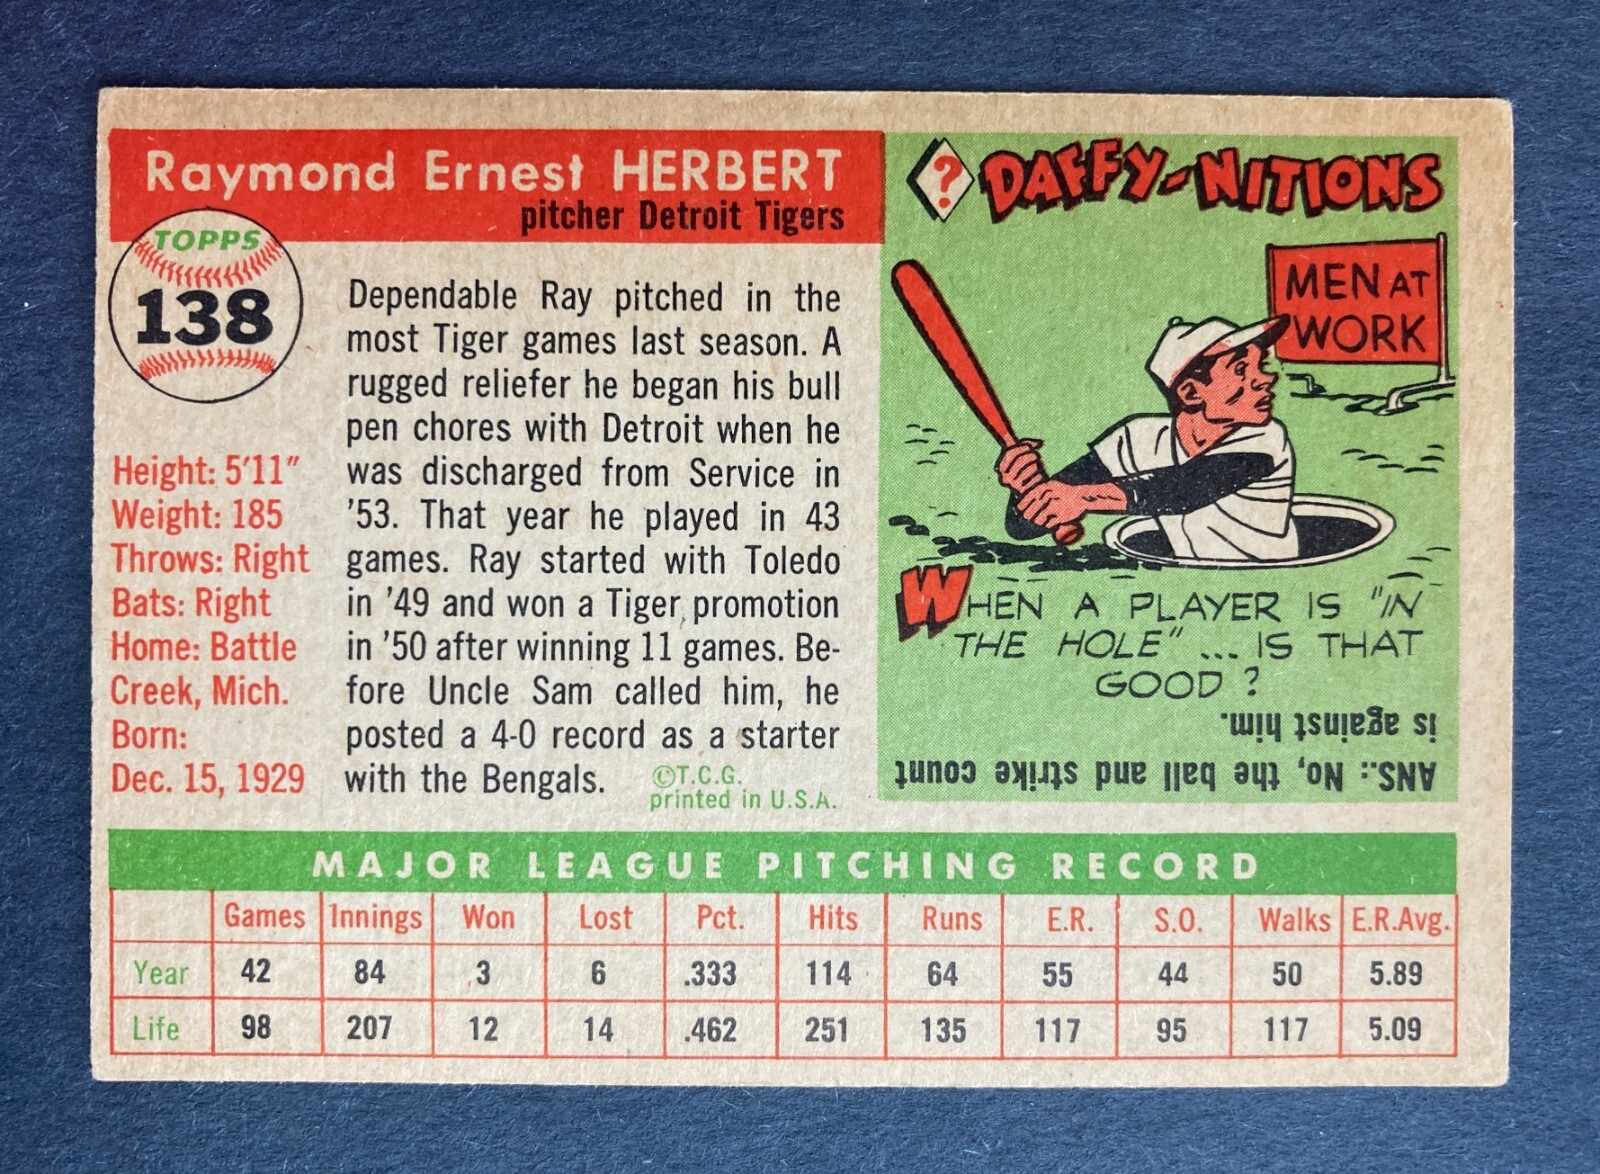 Raymond Ernest HERBERT
pitcher Detroit Tigers
TOPPS
138
Height: 5'11"
Weight: 185
Throws: Right
Bats: Right
Home: Battle
Creek, Mich.
Born:
Dec. 15, 1929
Dependable Ray pitched in the
most Tiger games last season. A
rugged reliefer he began his bull
pen chores with Detroit when he
was discharged from Service in
'53. That year he played in 43
games. Ray started with Toledo
in '49 and won a Tiger promotion
in '50 after winning 11 games. Be-
fore Uncle Sam called him, he
posted a 4-0 record as a starter
with the Bengals.
©T.C.G.
printed in U.S.A.
? DAFFY-NITIONS
MEN AT
WORK
WHEN A PLAYER IS "IN
THE HOLE" ... IS THAT
GOOD ?
ANS.: No, the ball and strike count
is against him.
MAJOR LEAGUE PITCHING RECORD
Games Innings Won Lost Pct. Hits Runs E.R. S.O. Walks E.R.Avg.
Year 42 84 3 6 .333 114 64 55 44 50 5.89
Life 98 207 12 14 .462 251 135 117 95 117 5.09